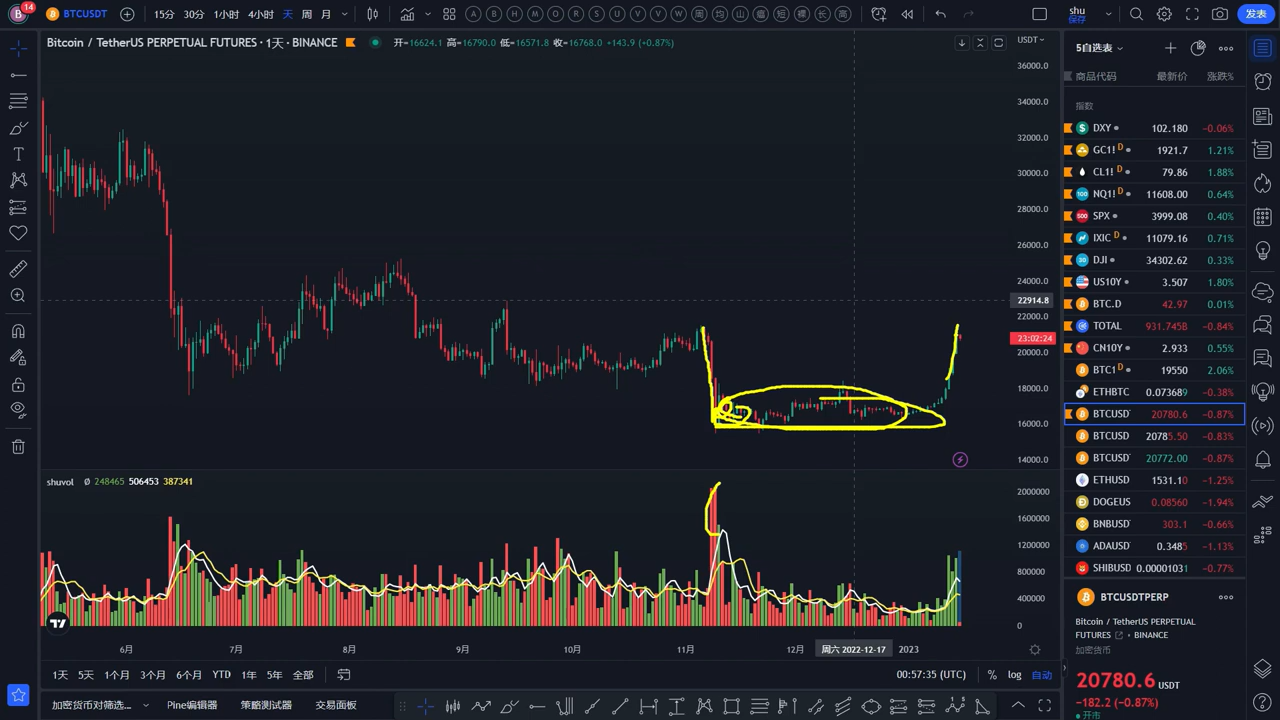 B 14 BTCUSDT 15分 30分 1小时 4小时 天 周 月 shu 保存 发表
Bitcoin / TetherUS PERPETUAL FUTURES · 1天 · BINANCE 开=16624.1 高=16790.0 低=16571.8 收=16768.0 +143.9 (+0.87%)
USDT
36000.0
34000.0
32000.0
30000.0
28000.0
26000.0
24000.0
22914.8
22000.0
23:02:24
20000.0
18000.0
16000.0
14000.0
shuvol Ø 248465 506453 387341
2000000
1600000
1200000
800000
400000
0
6月 7月 8月 9月 10月 11月 12月 周六 2022-12-17 2023
1天 5天 1个月 3个月 6个月 YTD 1年 5年 全部 00:57:35 (UTC) % log 自动
加密货币对筛选... Pine编辑器 策略测试器 交易面板
5自选表
商品代码 最新价 涨跌%
指数
DXY 102.180 −0.06%
GC1! D 1921.7 1.21%
CL1! D 79.86 1.88%
NQ1! D 11608.00 0.64%
SPX 3999.08 0.40%
IXIC D 11079.16 0.71%
DJI 34302.62 0.33%
US10Y 3.507 1.80%
BTC.D 42.97 0.01%
TOTAL 931.745B −0.84%
CN10Y 2.933 0.55%
BTC1 D 19550 2.06%
ETHBTC 0.073689 −0.38%
BTCUSD 20780.6 −0.87%
BTCUSD 20785.50 −0.83%
BTCUSD 20772.00 −0.87%
ETHUSD 1531.10 −1.25%
DOGEUS 0.08560 −1.94%
BNBUSD 303.1 −0.66%
ADAUSD 0.3485 −1.13%
SHIBUSD 0.00001031 −0.77%
BTCUSDTPERP
Bitcoin / TetherUS PERPETUAL
FUTURES · BINANCE
加密货币
20780.6 USDT
−182.2 (−0.87%)
开市